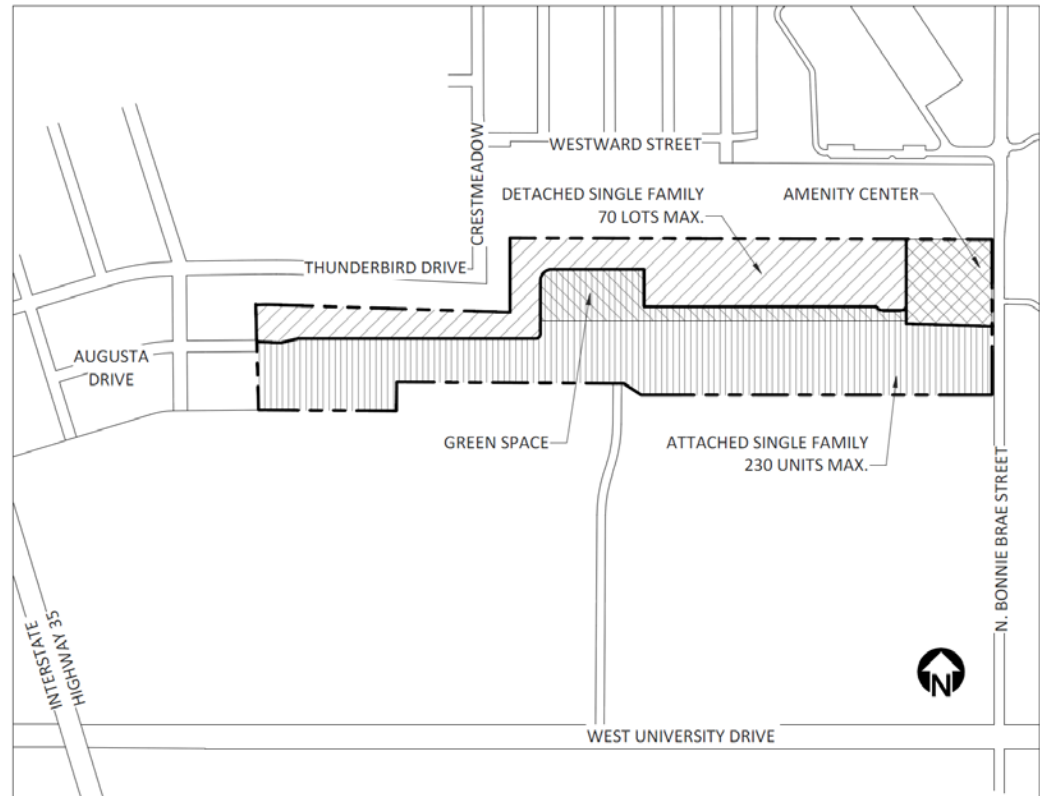 WESTWARD STREET
CRESTMEADOW
DETACHED SINGLE FAMILY
70 LOTS MAX.
AMENITY CENTER
THUNDERBIRD DRIVE
AUGUSTA
DRIVE
GREEN SPACE
ATTACHED SINGLE FAMILY
230 UNITS MAX.
N. BONNIE BRAE STREET
INTERSTATE
HIGHWAY 35
N
WEST UNIVERSITY DRIVE